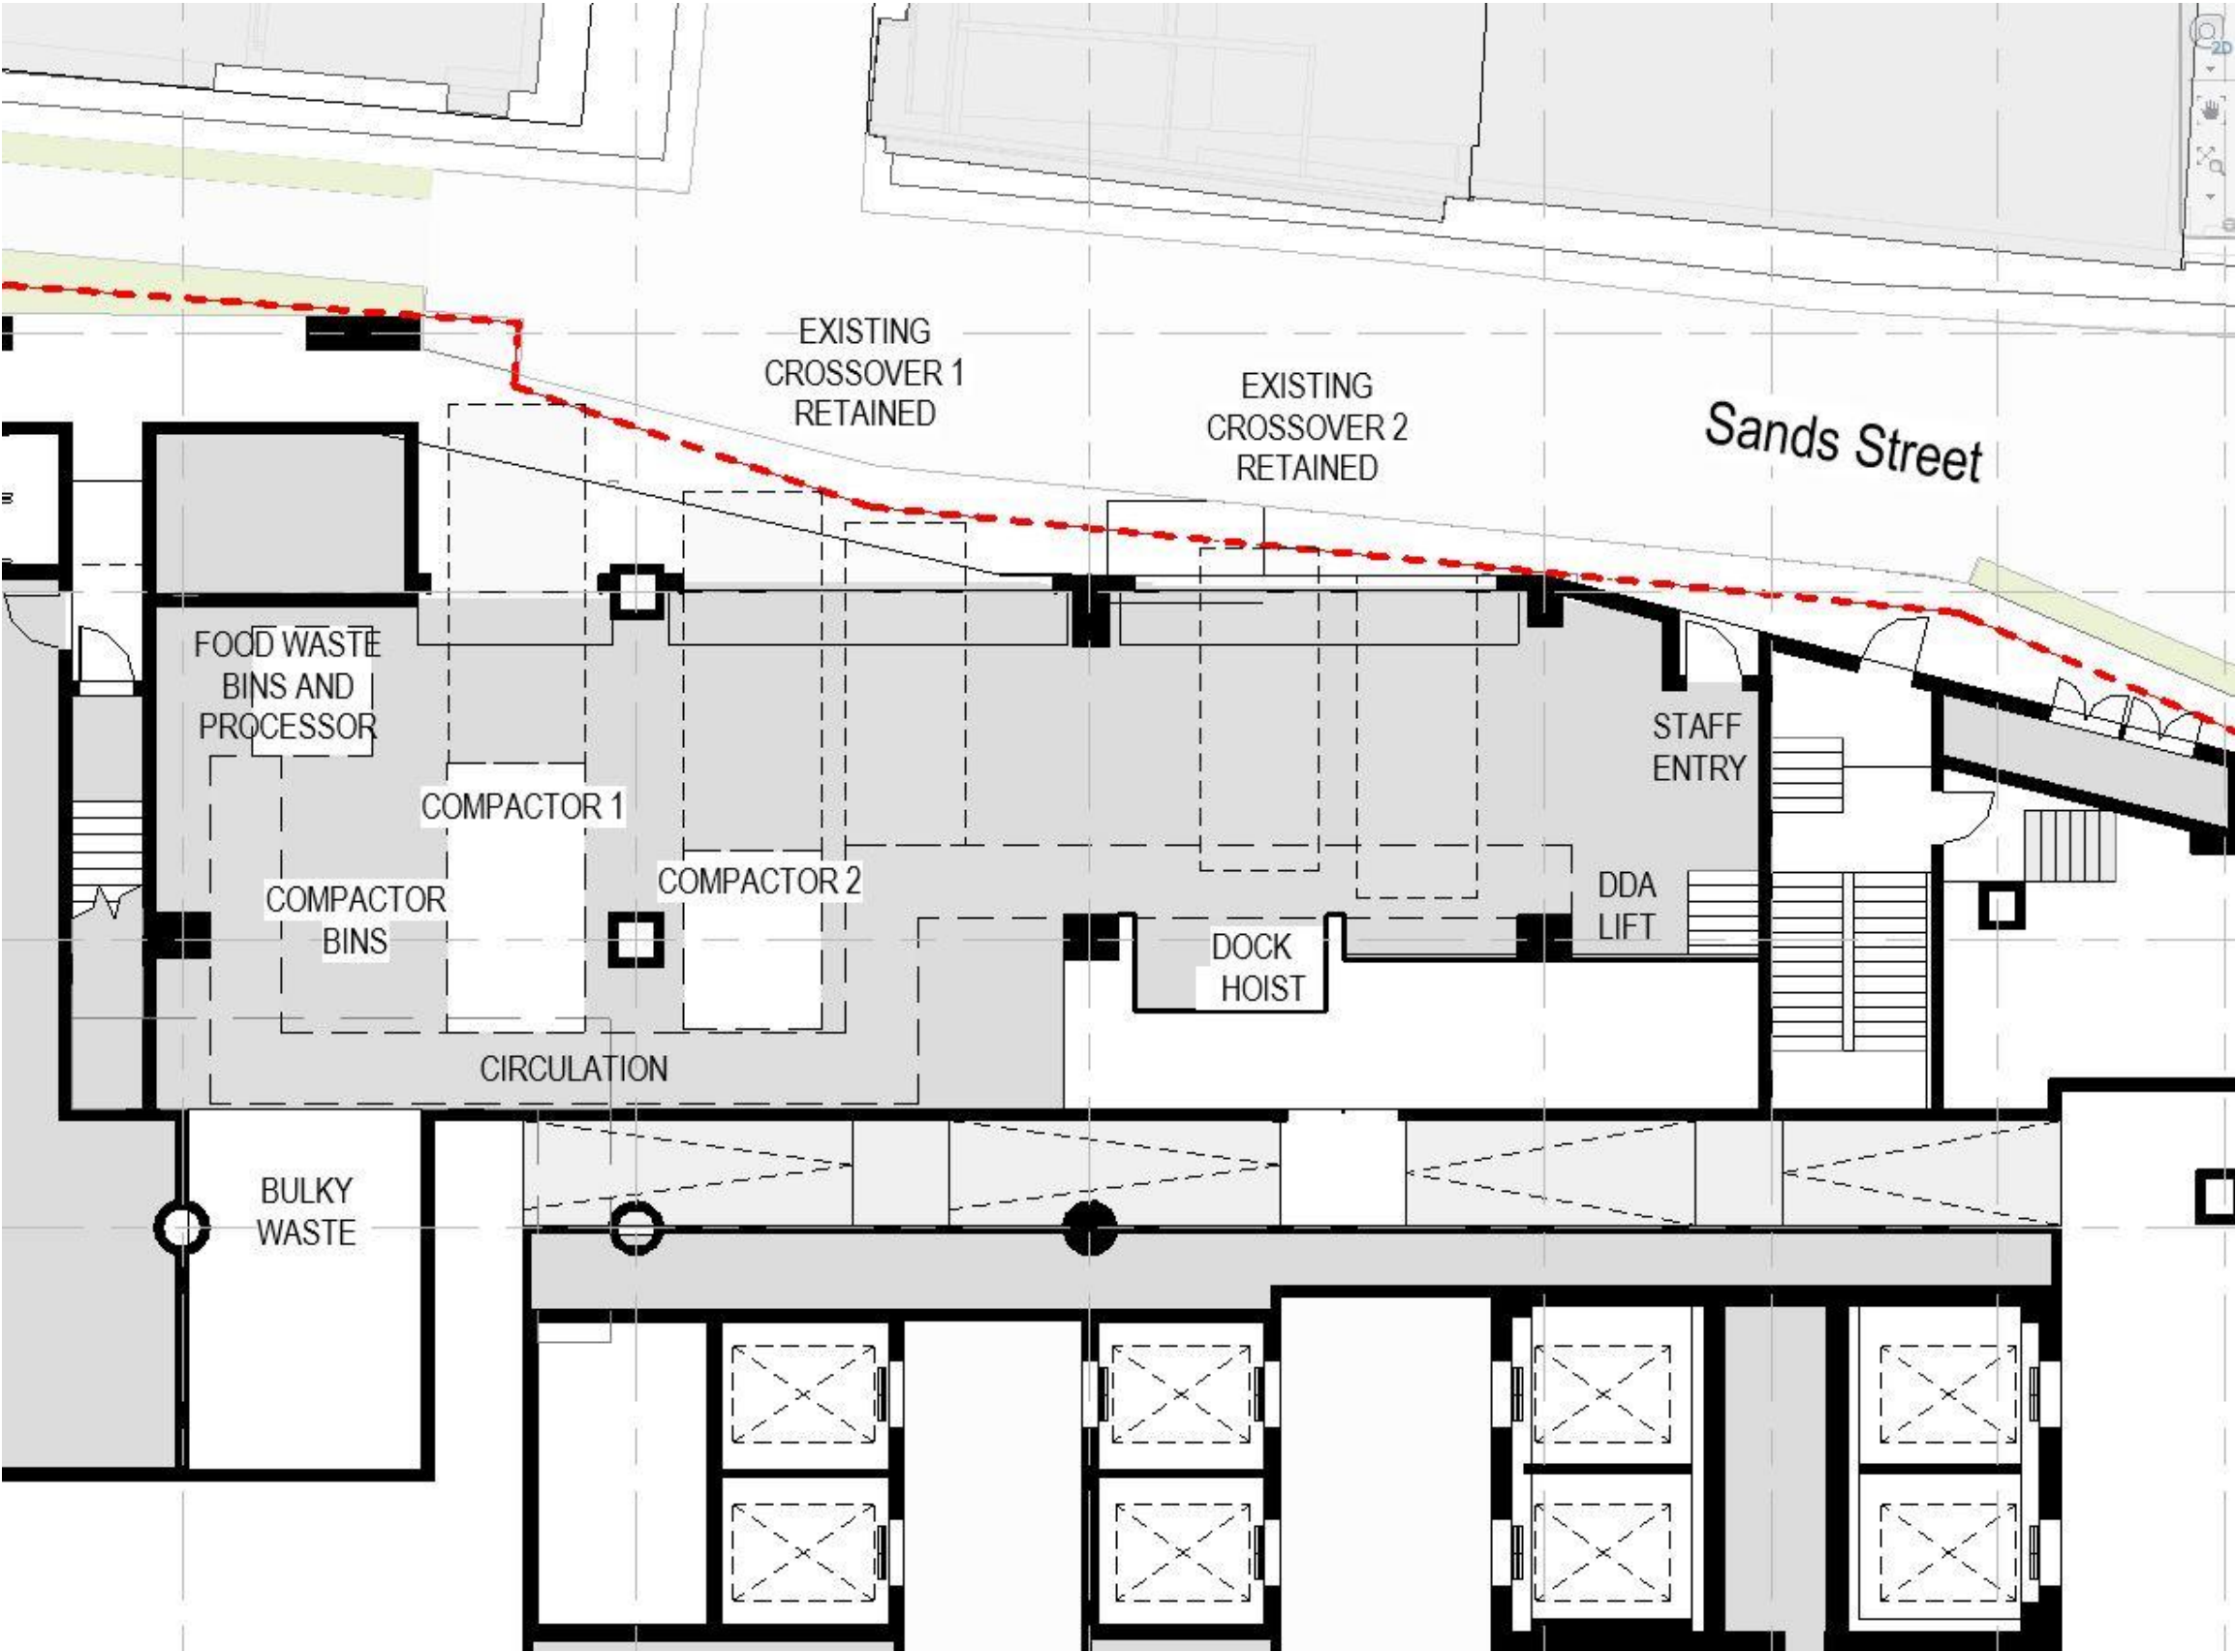 2D
EXISTING
CROSSOVER 1
RETAINED
EXISTING
CROSSOVER 2
RETAINED
Sands Street
FOOD WASTE
BINS AND
PROCESSOR
STAFF
ENTRY
COMPACTOR 1
COMPACTOR 2
COMPACTOR
BINS
DDA
LIFT
DOCK
HOIST
CIRCULATION
BULKY
WASTE